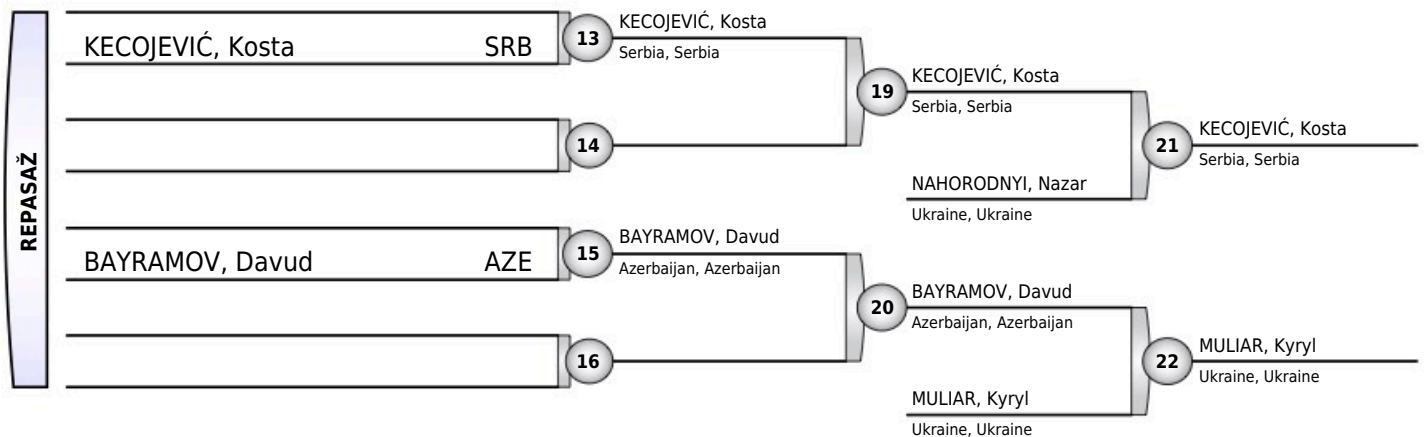 REPASAŽ
KECOJEVIĆ, Kosta SRB
13
KECOJEVIĆ, Kosta
Serbia, Serbia
14
19
KECOJEVIĆ, Kosta
Serbia, Serbia
NAHORODNYI, Nazar
Ukraine, Ukraine
21
KECOJEVIĆ, Kosta
Serbia, Serbia
BAYRAMOV, Davud AZE
15
BAYRAMOV, Davud
Azerbaijan, Azerbaijan
16
20
BAYRAMOV, Davud
Azerbaijan, Azerbaijan
MULIAR, Kyryl
Ukraine, Ukraine
22
MULIAR, Kyryl
Ukraine, Ukraine